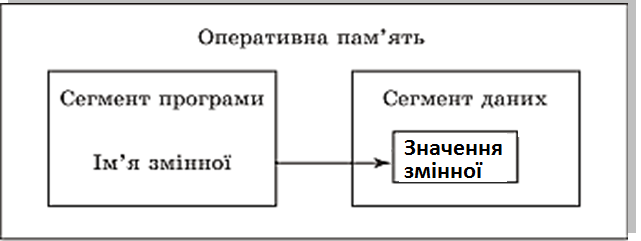 Оперативна пам’ять
Сегмент програми
Ім’я змінної
Сегмент даних
Значення
змінної